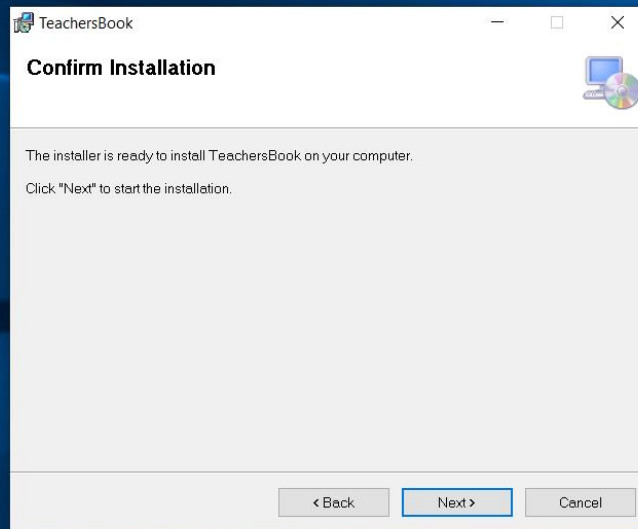 TeachersBook
Confirm Installation
The installer is ready to install TeachersBook on your computer.
Click "Next" to start the installation.
< Back
Next >
Cancel